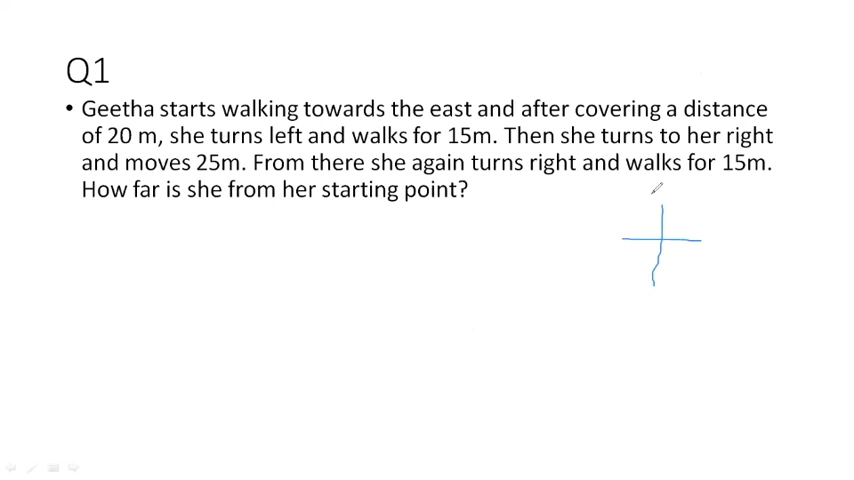 Q1
• Geetha starts walking towards the east and after covering a distance
of 20 m, she turns left and walks for 15m. Then she turns to her right
and moves 25m. From there she again turns right and walks for 15m.
How far is she from her starting point?